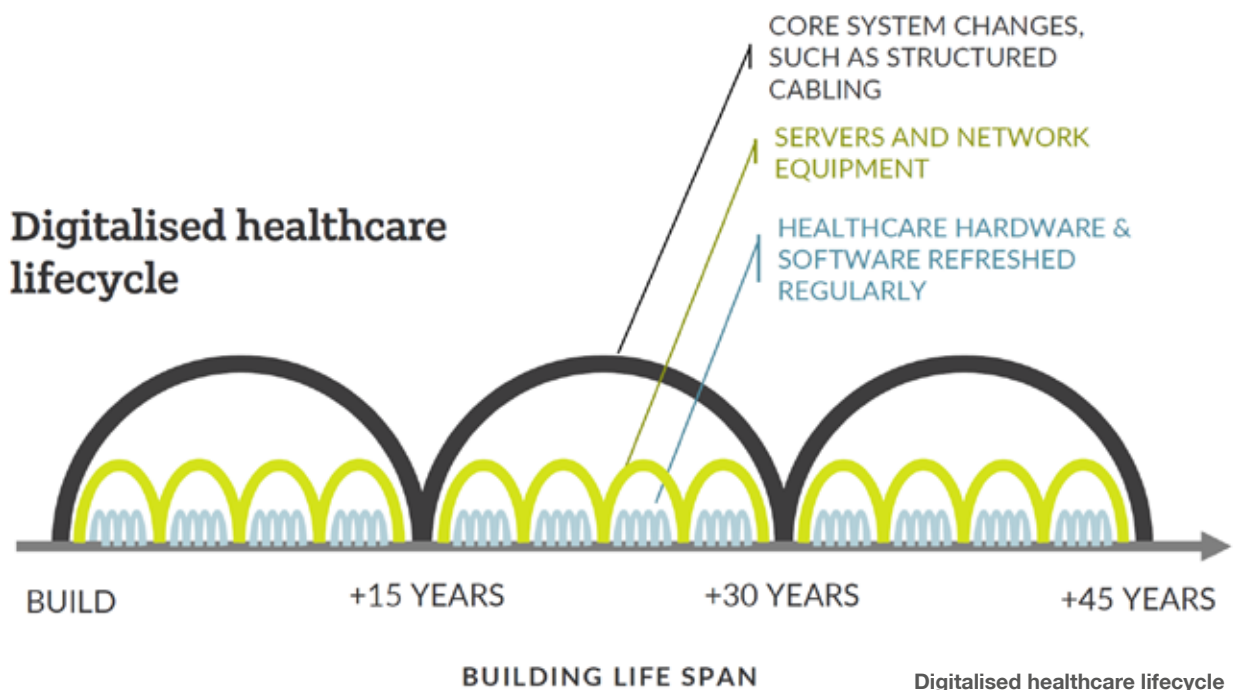 CORE SYSTEM CHANGES,
SUCH AS STRUCTURED
CABLING
SERVERS AND NETWORK
EQUIPMENT
Digitalised healthcare
lifecycle
HEALTHCARE HARDWARE &
SOFTWARE REFRESHED
REGULARLY
BUILD
+15 YEARS
+30 YEARS
+45 YEARS
BUILDING LIFE SPAN
Digitalised healthcare lifecycle